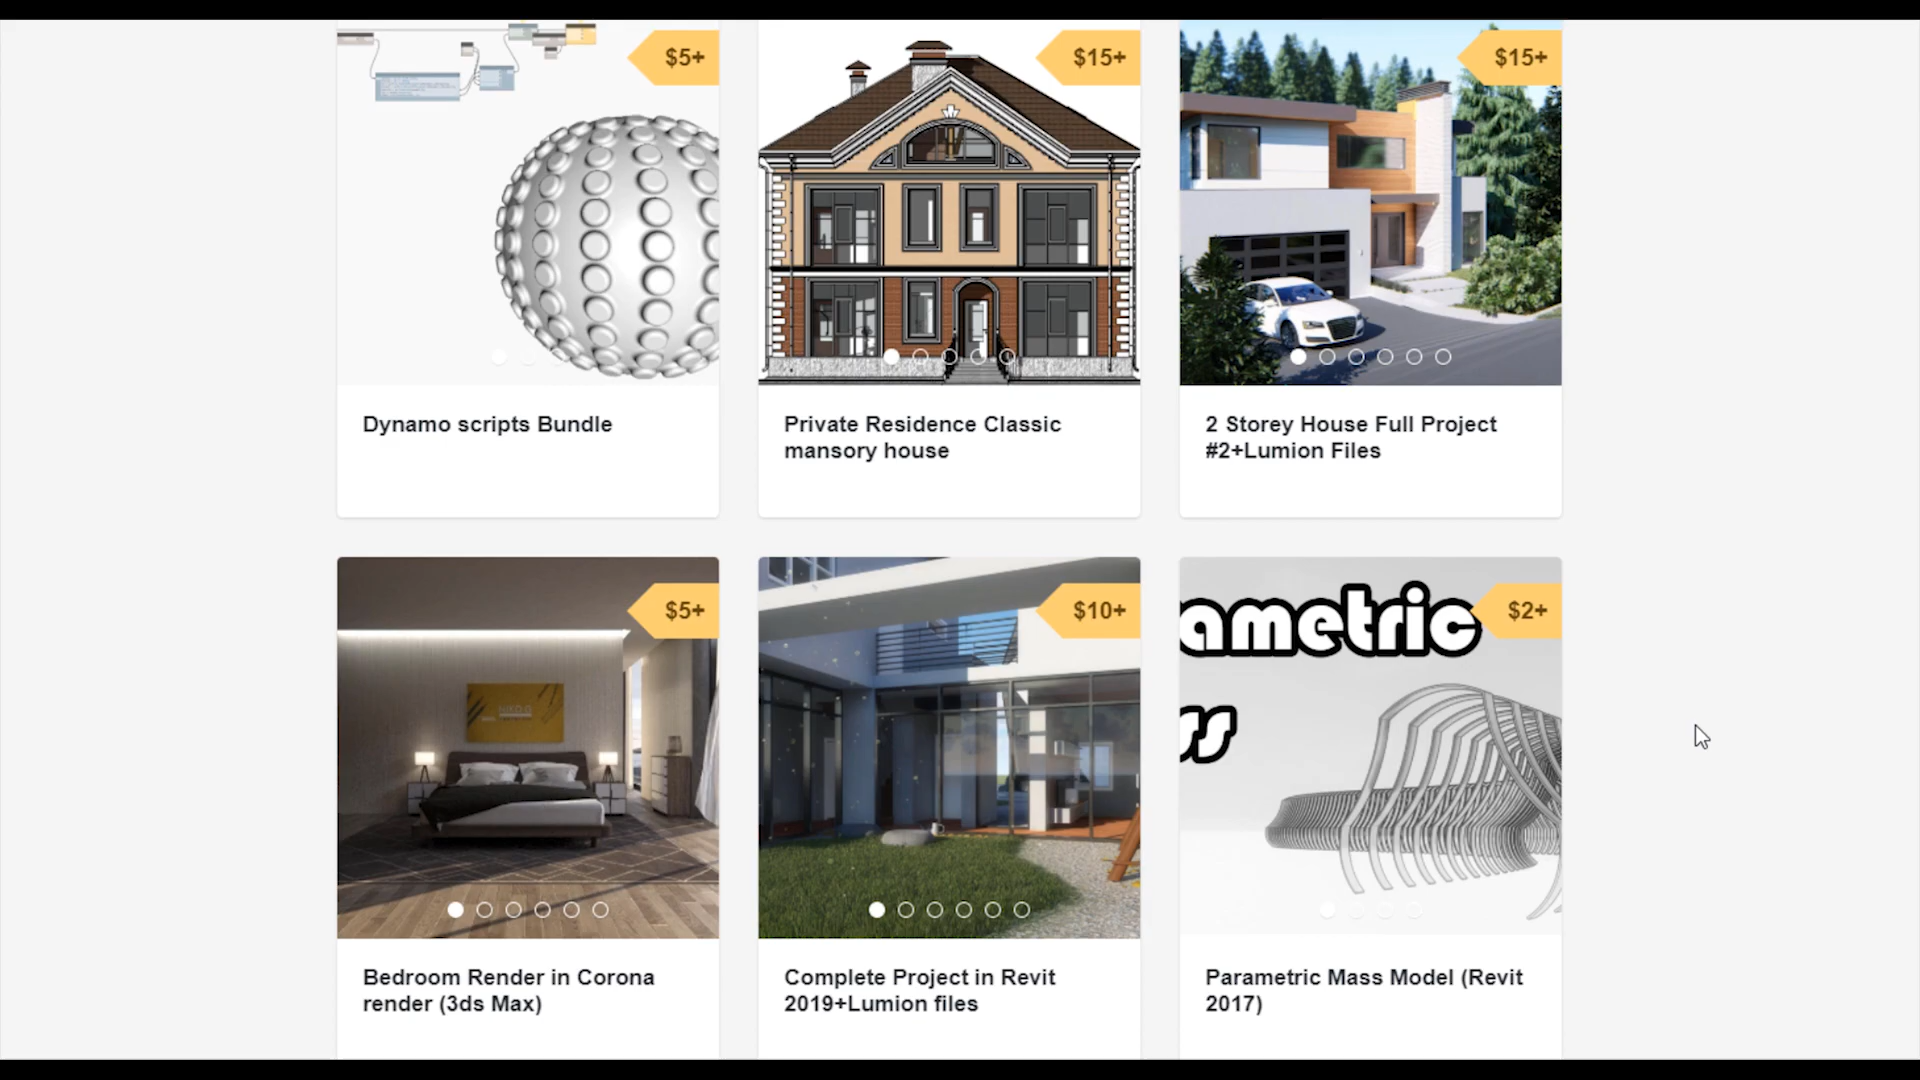 $5+
$15+
$15+
Dynamo scripts Bundle
Private Residence Classic
mansory house
2 Storey House Full Project
#2+Lumion Files
$5+
$10+
ametric
$2+
NIKO G
Bedroom Render in Corona
render (3ds Max)
Complete Project in Revit
2019+Lumion files
Parametric Mass Model (Revit
2017)